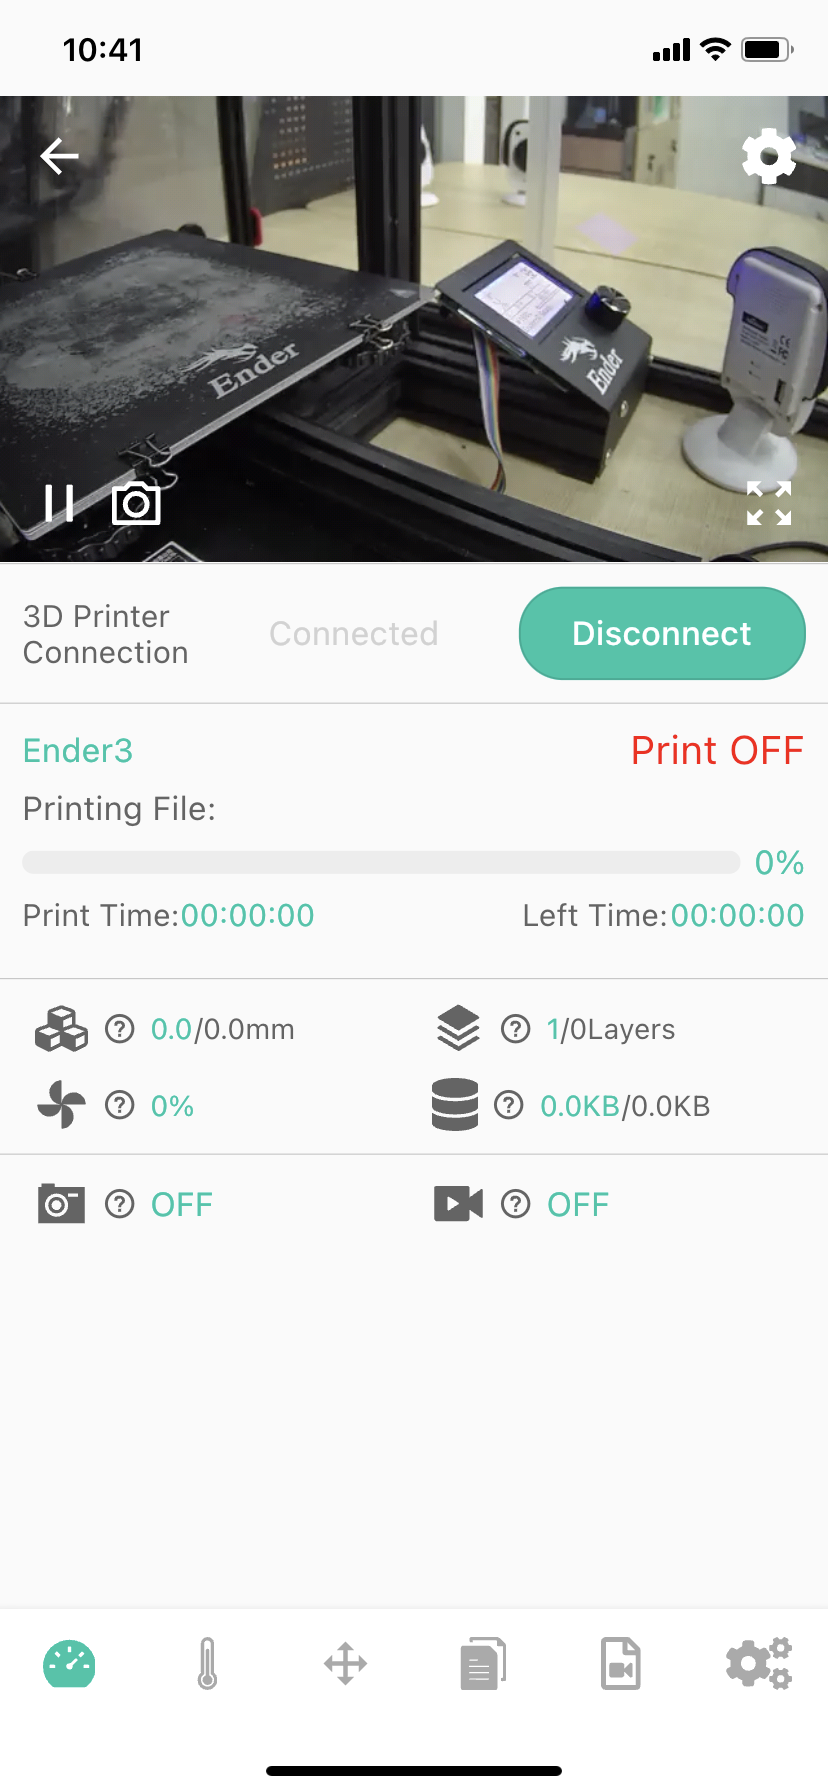 10:41
Ender
Ender
3D Printer
Connection
Connected
Disconnect
Ender3
Print OFF
Printing File:
0%
Print Time:00:00:00
Left Time:00:00:00
? 0.0/0.0mm
? 1/0Layers
? 0%
? 0.0KB/0.0KB
? OFF
? OFF